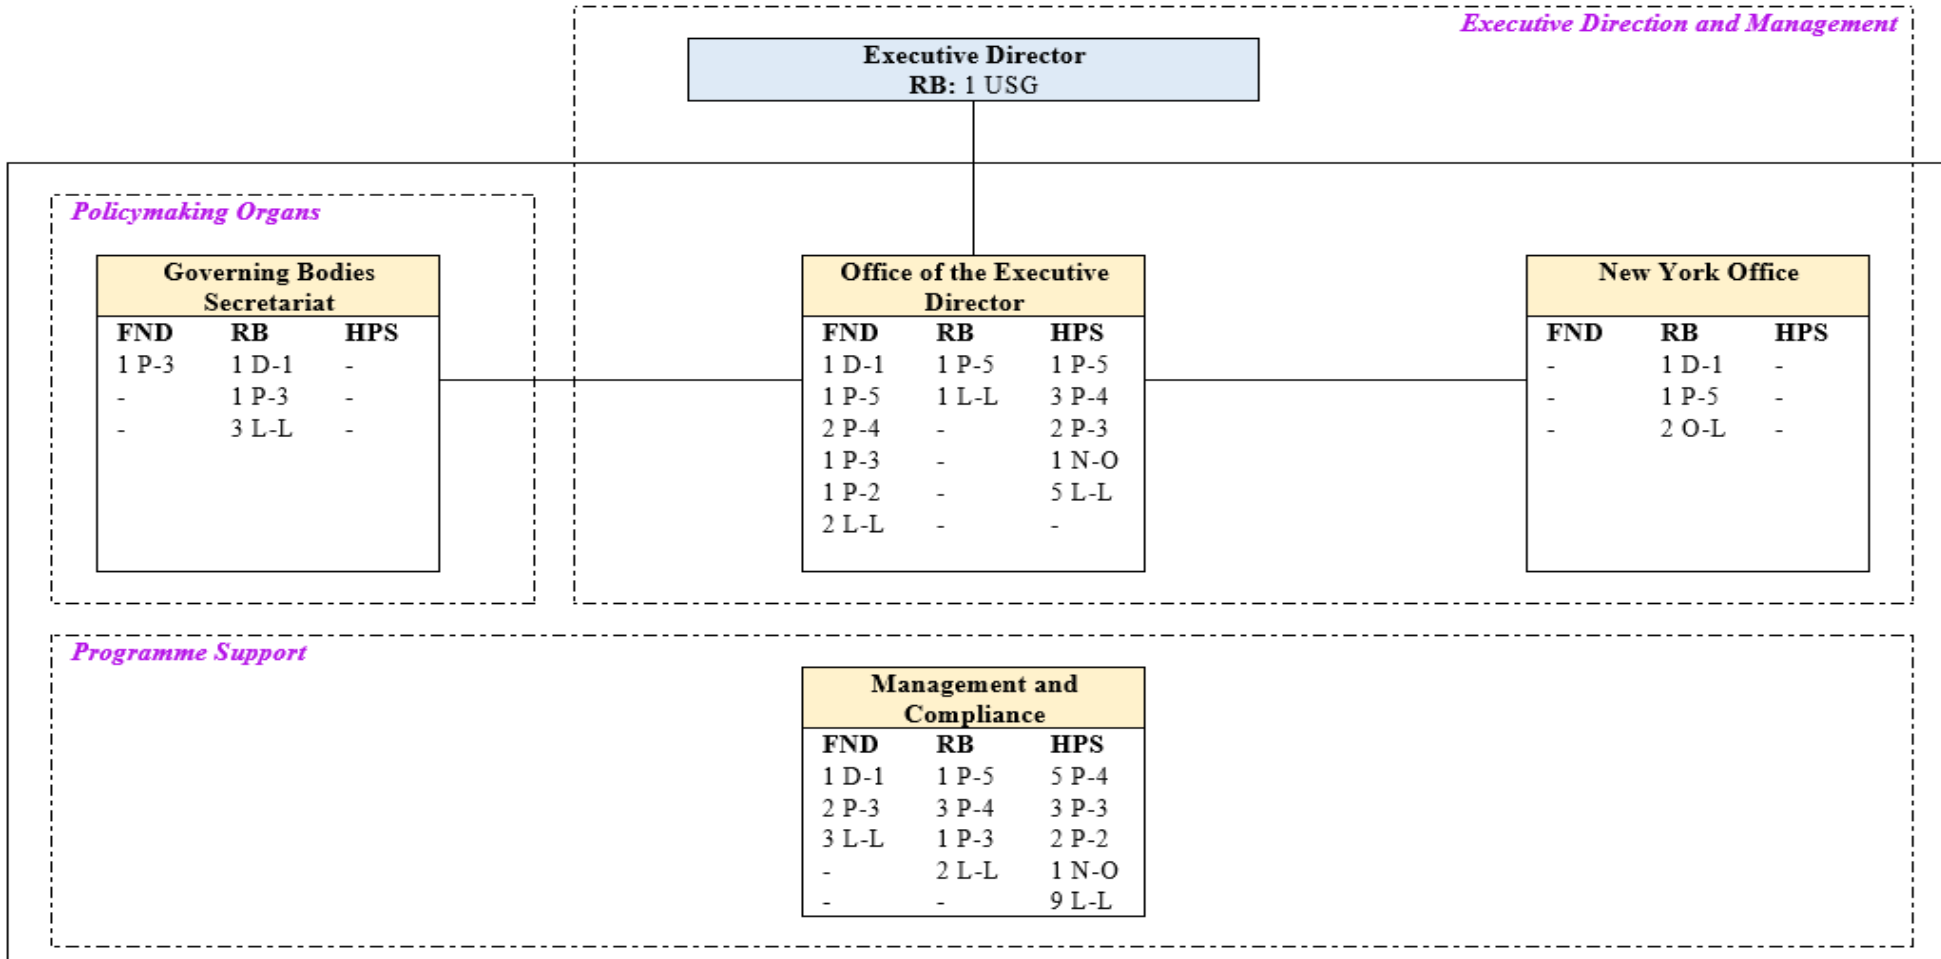 Executive Direction and Management
Executive Director
RB: 1 USG
Policymaking Organs
Governing Bodies
Secretariat
FND RB HPS
1 P-3 1 D-1 -
- 1 P-3 -
- 3 L-L -
Office of the Executive
Director
FND RB HPS
1 D-1 1 P-5 1 P-5
1 P-5 1 L-L 3 P-4
2 P-4 - 2 P-3
1 P-3 - 1 N-O
1 P-2 - 5 L-L
2 L-L - -
New York Office
FND RB HPS
- 1 D-1 -
- 1 P-5 -
- 2 O-L -
Programme Support
Management and
Compliance
FND RB HPS
1 D-1 1 P-5 5 P-4
2 P-3 3 P-4 3 P-3
3 L-L 1 P-3 2 P-2
- 2 L-L 1 N-O
- - 9 L-L